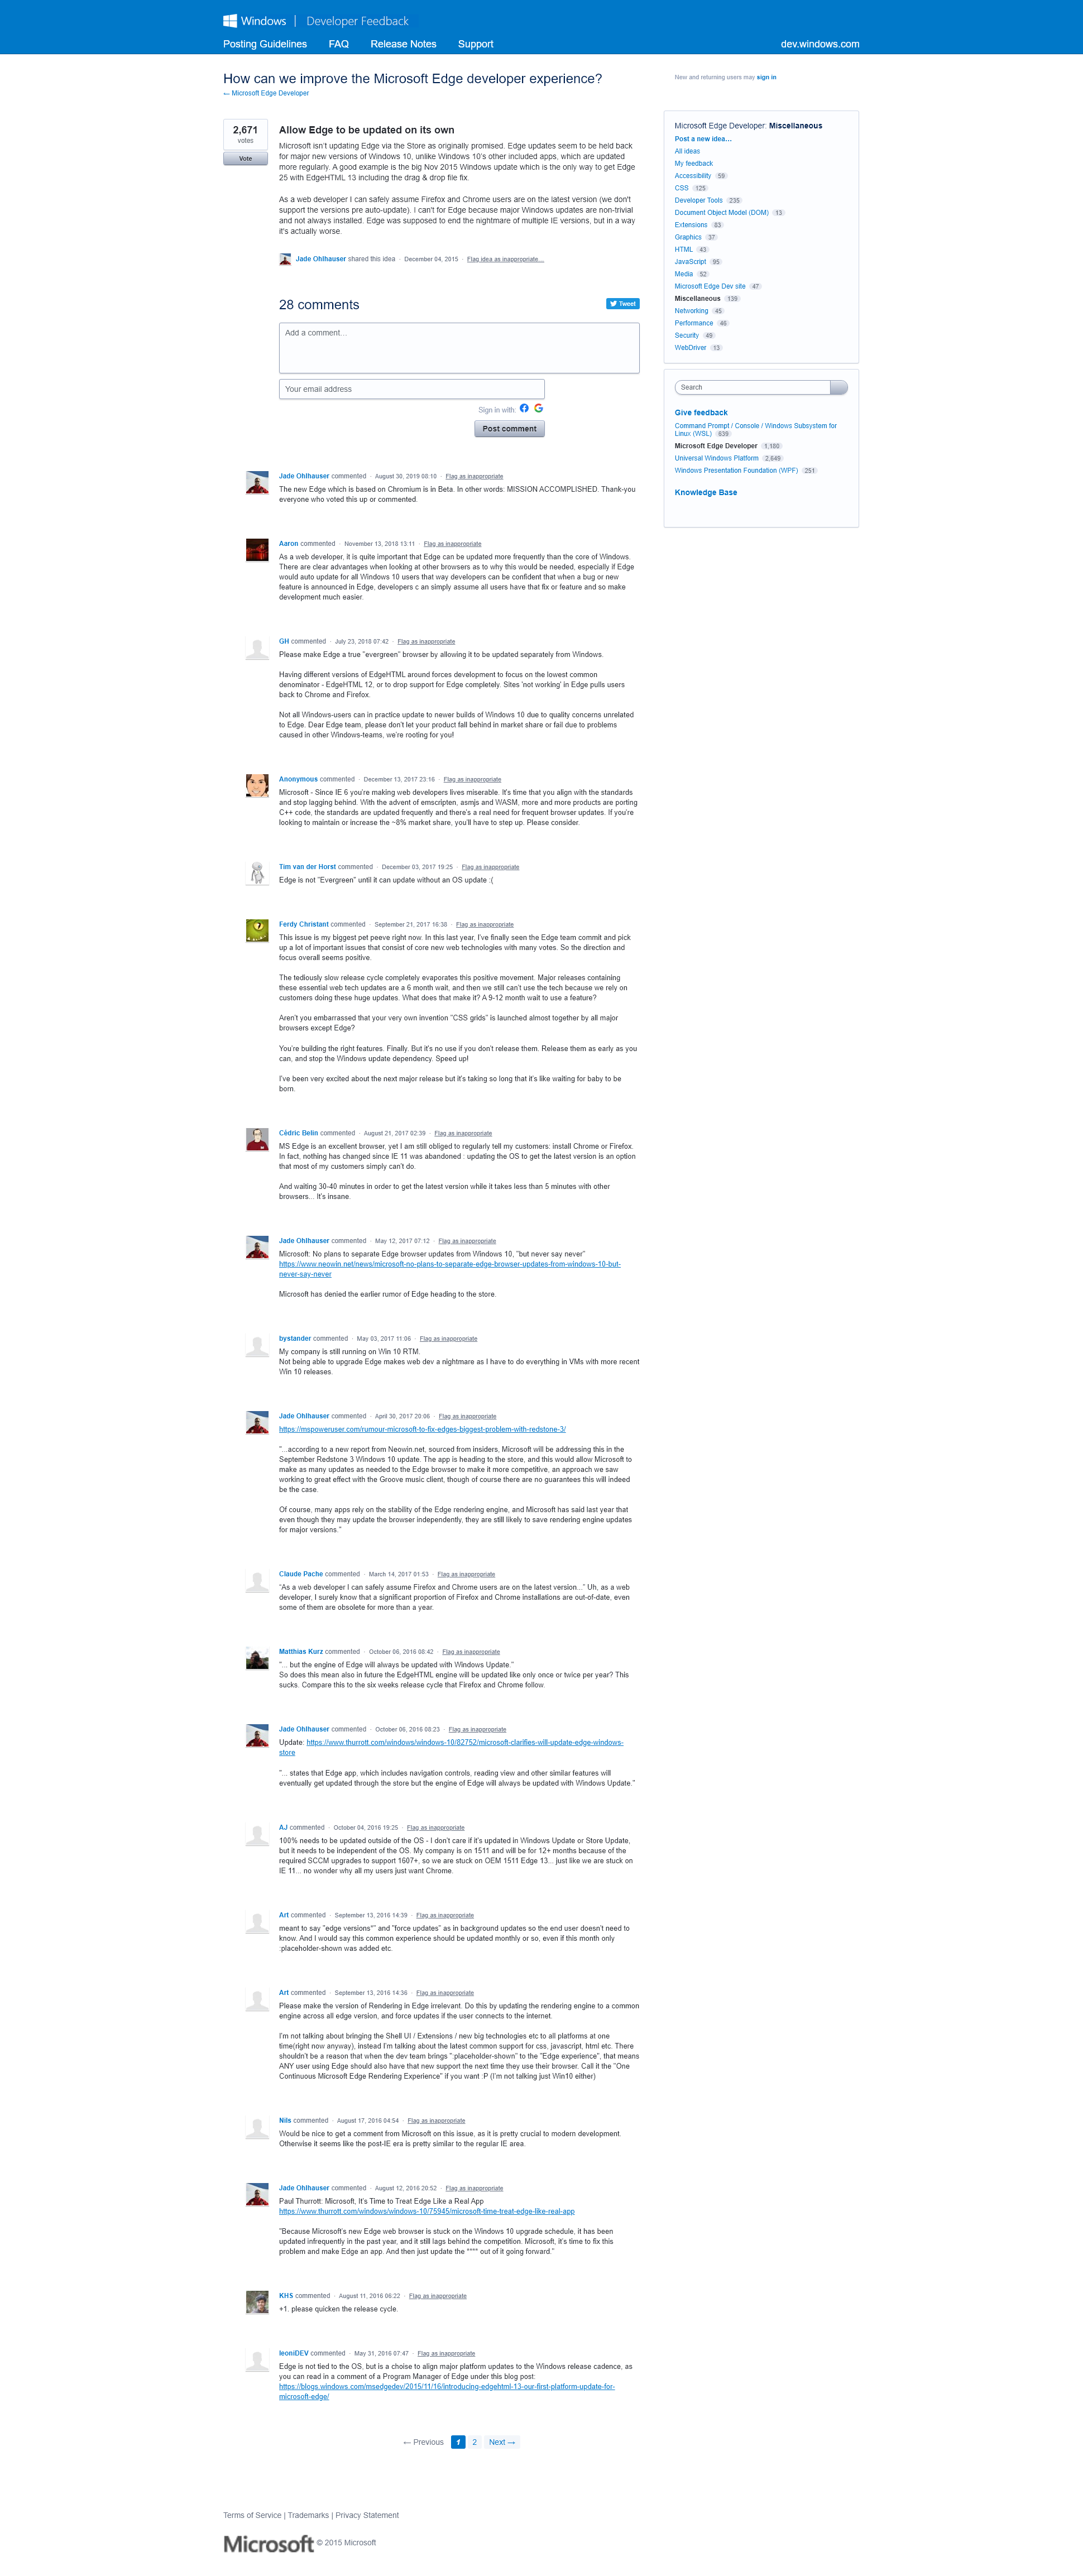 Windows | Developer Feedback
Posting Guidelines FAQ Release Notes Support dev.windows.com
How can we improve the Microsoft Edge developer experience?
← Microsoft Edge Developer
New and returning users may sign in
2,671
votes
Vote
Allow Edge to be updated on its own
Microsoft isn't updating Edge via the Store as originally promised. Edge updates seem to be held back
for major new versions of Windows 10, unlike Windows 10's other included apps, which are updated
more regularly. A good example is the big Nov 2015 Windows update which is the only way to get Edge
25 with EdgeHTML 13 including the drag & drop file fix.
As a web developer I can safely assume Firefox and Chrome users are on the latest version (we don't
support the versions pre auto-update). I can't for Edge because major Windows updates are non-trivial
and not always installed. Edge was supposed to end the nightmare of multiple IE versions, but in a way
it's actually worse.
Jade Ohlhauser shared this idea · December 04, 2015 · Flag idea as inappropriate…
28 comments
Tweet
Add a comment…
Your email address
Sign in with:
Post comment
Jade Ohlhauser commented · August 30, 2019 08:10 · Flag as inappropriate
The new Edge which is based on Chromium is in Beta. In other words: MISSION ACCOMPLISHED. Thank-you
everyone who voted this up or commented.
Aaron commented · November 13, 2018 13:11 · Flag as inappropriate
As a web developer, it is quite important that Edge can be updated more frequently than the core of Windows.
There are clear advantages when looking at other browsers as to why this would be needed, especially if Edge
would auto update for all Windows 10 users that way developers can be confident that when a bug or new
feature is announced in Edge, developers c an simply assume all users have that fix or feature and so make
development much easier.
GH commented · July 23, 2018 07:42 · Flag as inappropriate
Please make Edge a true "evergreen" browser by allowing it to be updated separately from Windows.
Having different versions of EdgeHTML around forces development to focus on the lowest common
denominator - EdgeHTML 12, or to drop support for Edge completely. Sites 'not working' in Edge pulls users
back to Chrome and Firefox.
Not all Windows-users can in practice update to newer builds of Windows 10 due to quality concerns unrelated
to Edge. Dear Edge team, please don't let your product fall behind in market share or fail due to problems
caused in other Windows-teams, we're rooting for you!
Anonymous commented · December 13, 2017 23:16 · Flag as inappropriate
Microsoft - Since IE 6 you're making web developers lives miserable. It's time that you align with the standards
and stop lagging behind. With the advent of emscripten, asmjs and WASM, more and more products are porting
C++ code, the standards are updated frequently and there's a real need for frequent browser updates. If you're
looking to maintain or increase the ~8% market share, you'll have to step up. Please consider.
Tim van der Horst commented · December 03, 2017 19:25 · Flag as inappropriate
Edge is not "Evergreen" until it can update without an OS update :(
Ferdy Christant commented · September 21, 2017 16:38 · Flag as inappropriate
This issue is my biggest pet peeve right now. In this last year, I've finally seen the Edge team commit and pick
up a lot of important issues that consist of core new web technologies with many votes. So the direction and
focus overall seems positive.
The tediously slow release cycle completely evaporates this positive movement. Major releases containing
these essential web tech updates are a 6 month wait, and then we still can't use the tech because we rely on
customers doing these huge updates. What does that make it? A 9-12 month wait to use a feature?
Aren't you embarrassed that your very own invention "CSS grids" is launched almost together by all major
browsers except Edge?
You're building the right features. Finally. But it's no use if you don't release them. Release them as early as you
can, and stop the Windows update dependency. Speed up!
I've been very excited about the next major release but it's taking so long that it's like waiting for baby to be
born.
Cédric Belin commented · August 21, 2017 02:39 · Flag as inappropriate
MS Edge is an excellent browser, yet I am still obliged to regularly tell my customers: install Chrome or Firefox.
In fact, nothing has changed since IE 11 was abandoned : updating the OS to get the latest version is an option
that most of my customers simply can't do.
And waiting 30-40 minutes in order to get the latest version while it takes less than 5 minutes with other
browsers... It's insane.
Jade Ohlhauser commented · May 12, 2017 07:12 · Flag as inappropriate
Microsoft: No plans to separate Edge browser updates from Windows 10, "but never say never"
https://www.neowin.net/news/microsoft-no-plans-to-separate-edge-browser-updates-from-windows-10-but-
never-say-never
Microsoft has denied the earlier rumor of Edge heading to the store.
bystander commented · May 03, 2017 11:06 · Flag as inappropriate
My company is still running on Win 10 RTM.
Not being able to upgrade Edge makes web dev a nightmare as I have to do everything in VMs with more recent
Win 10 releases.
Jade Ohlhauser commented · April 30, 2017 20:06 · Flag as inappropriate
https://mspoweruser.com/rumour-microsoft-to-fix-edges-biggest-problem-with-redstone-3/
"...according to a new report from Neowin.net, sourced from insiders, Microsoft will be addressing this in the
September Redstone 3 Windows 10 update. The app is heading to the store, and this would allow Microsoft to
make as many updates as needed to the Edge browser to make it more competitive, an approach we saw
working to great effect with the Groove music client, though of course there are no guarantees this will indeed
be the case.
Of course, many apps rely on the stability of the Edge rendering engine, and Microsoft has said last year that
even though they may update the browser independently, they are still likely to save rendering engine updates
for major versions."
Claude Pache commented · March 14, 2017 01:53 · Flag as inappropriate
"As a web developer I can safely assume Firefox and Chrome users are on the latest version..." Uh, as a web
developer, I surely know that a significant proportion of Firefox and Chrome installations are out-of-date, even
some of them are obsolete for more than a year.
Matthias Kurz commented · October 06, 2016 08:42 · Flag as inappropriate
"... but the engine of Edge will always be updated with Windows Update."
So does this mean also in future the EdgeHTML engine will be updated like only once or twice per year? This
sucks. Compare this to the six weeks release cycle that Firefox and Chrome follow.
Jade Ohlhauser commented · October 06, 2016 08:23 · Flag as inappropriate
Update: https://www.thurrott.com/windows/windows-10/82752/microsoft-clarifies-will-update-edge-windows-
store
"... states that Edge app, which includes navigation controls, reading view and other similar features will
eventually get updated through the store but the engine of Edge will always be updated with Windows Update."
AJ commented · October 04, 2016 19:25 · Flag as inappropriate
100% needs to be updated outside of the OS - I don't care if it's updated in Windows Update or Store Update,
but it needs to be independent of the OS. My company is on 1511 and will be for 12+ months because of the
required SCCM upgrades to support 1607+, so we are stuck on OEM 1511 Edge 13... just like we are stuck on
IE 11... no wonder why all my users just want Chrome.
Art commented · September 13, 2016 14:39 · Flag as inappropriate
meant to say "edge versions*" and "force updates" as in background updates so the end user doesn't need to
know. And I would say this common experience should be updated monthly or so, even if this month only
:placeholder-shown was added etc.
Art commented · September 13, 2016 14:36 · Flag as inappropriate
Please make the version of Rendering in Edge irrelevant. Do this by updating the rendering engine to a common
engine across all edge version, and force updates if the user connects to the internet.
I'm not talking about bringing the Shell UI / Extensions / new big technologies etc to all platforms at one
time(right now anyway), instead I'm talking about the latest common support for css, javascript, html etc. There
shouldn't be a reason that when the dev team brings ":placeholder-shown" to the "Edge experience", that means
ANY user using Edge should also have that new support the next time they use their browser. Call it the "One
Continuous Microsoft Edge Rendering Experience" if you want :P (I'm not talking just Win10 either)
Nils commented · August 17, 2016 04:54 · Flag as inappropriate
Would be nice to get a comment from Microsoft on this issue, as it is pretty crucial to modern development.
Otherwise it seems like the post-IE era is pretty similar to the regular IE area.
Jade Ohlhauser commented · August 12, 2016 20:52 · Flag as inappropriate
Paul Thurrott: Microsoft, It's Time to Treat Edge Like a Real App
https://www.thurrott.com/windows/windows-10/75945/microsoft-time-treat-edge-like-real-app
"Because Microsoft's new Edge web browser is stuck on the Windows 10 upgrade schedule, it has been
updated infrequently in the past year, and it still lags behind the competition. Microsoft, it's time to fix this
problem and make Edge an app. And then just update the **** out of it going forward."
KHS commented · August 11, 2016 06:22 · Flag as inappropriate
+1. please quicken the release cycle.
leoniDEV commented · May 31, 2016 07:47 · Flag as inappropriate
Edge is not tied to the OS, but is a choise to align major platform updates to the Windows release cadence, as
you can read in a comment of a Program Manager of Edge under this blog post:
https://blogs.windows.com/msedgedev/2015/11/16/introducing-edgehtml-13-our-first-platform-update-for-
microsoft-edge/
← Previous 1 2 Next →
Microsoft Edge Developer: Miscellaneous
Post a new idea…
All ideas
My feedback
Accessibility 59
CSS 125
Developer Tools 235
Document Object Model (DOM) 13
Extensions 83
Graphics 37
HTML 43
JavaScript 95
Media 52
Microsoft Edge Dev site 47
Miscellaneous 139
Networking 45
Performance 46
Security 49
WebDriver 13
Search
Give feedback
Command Prompt / Console / Windows Subsystem for
Linux (WSL) 639
Microsoft Edge Developer 1,180
Universal Windows Platform 2,649
Windows Presentation Foundation (WPF) 251
Knowledge Base
Terms of Service | Trademarks | Privacy Statement
Microsoft © 2015 Microsoft